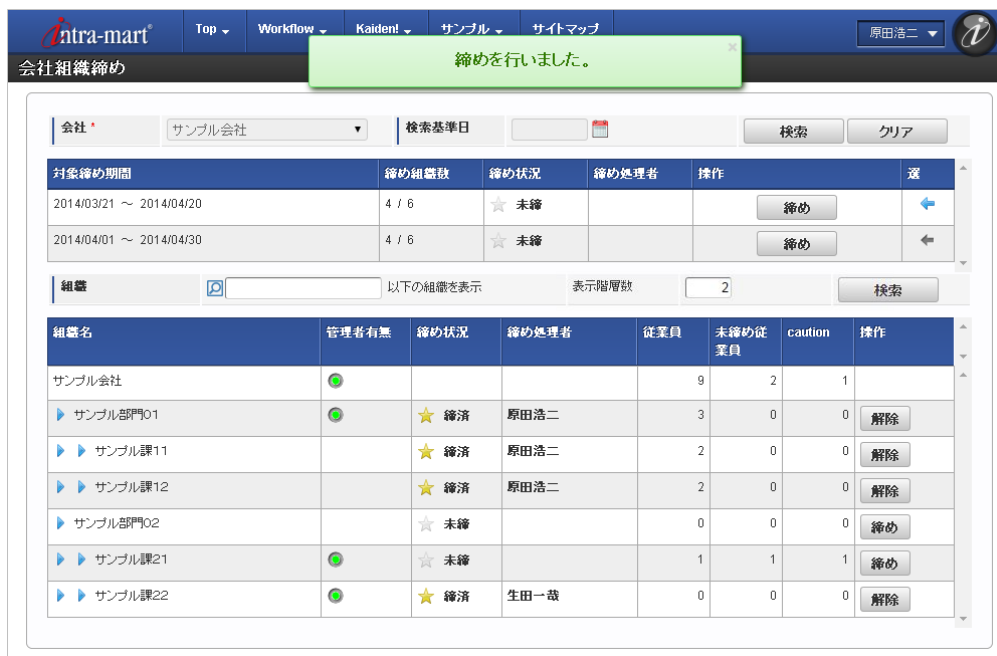 intra-mart® Top Workflow Kaiden! サンプル サイトマップ 原田浩二
会社組織締め
締めを行いました。 ×
会社 * サンプル会社 検索基準日 検索 クリア
対象締め期間 締め組織数 締め状況 締め処理者 操作 選
2014/03/21 ～ 2014/04/20 4 / 6 未締 締め
2014/04/01 ～ 2014/04/30 4 / 6 未締 締め
組織 以下の組織を表示 表示階層数 2 検索
組織名 管理者有無 締め状況 締め処理者 従業員 未締め従 caution 操作
業員
サンプル会社 9 2 1
サンプル部門01 締済 原田浩二 3 0 0 解除
サンプル課11 締済 原田浩二 2 0 0 解除
サンプル課12 締済 原田浩二 2 0 0 解除
サンプル部門02 未締 0 0 0 締め
サンプル課21 未締 1 1 1 締め
サンプル課22 締済 生田一哉 0 0 0 解除